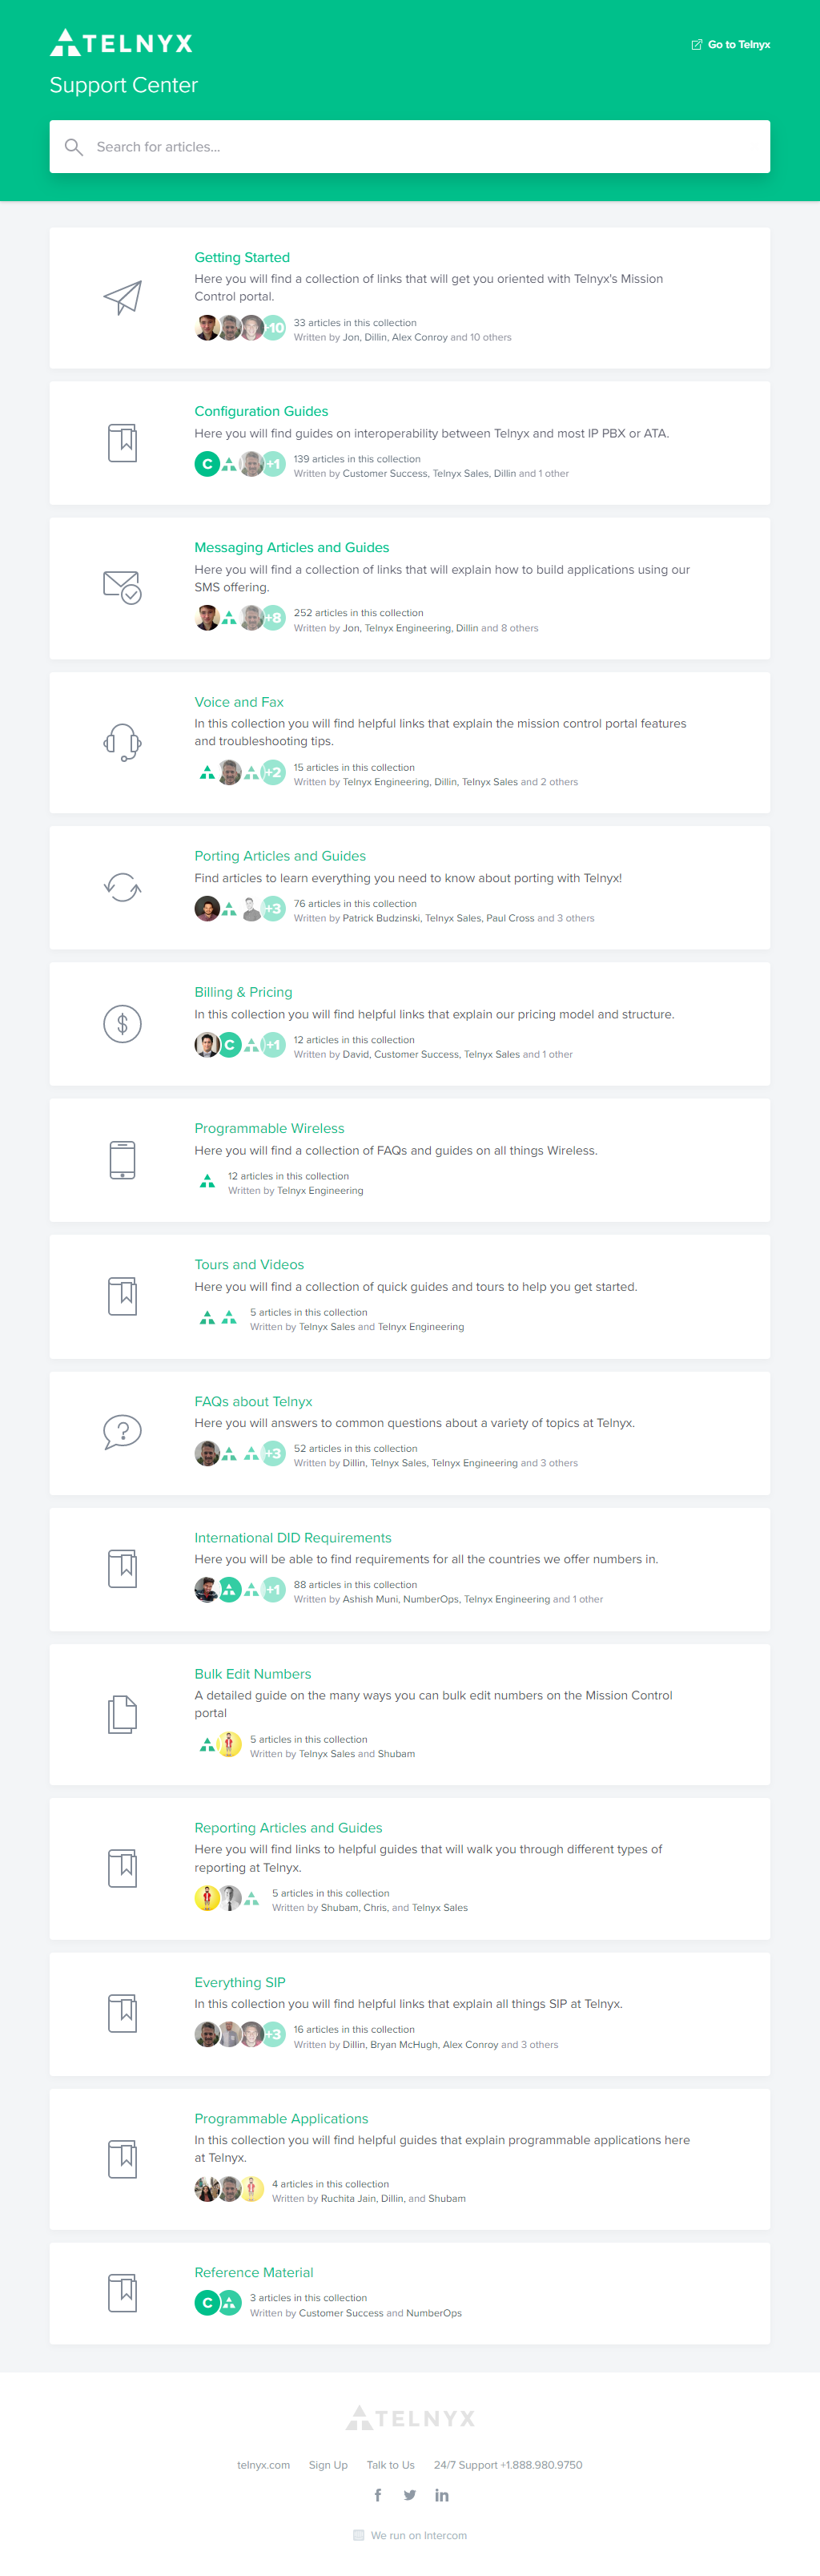 TELNYX
Go to Telnyx
Support Center
Search for articles...
Getting Started
Here you will find a collection of links that will get you oriented with Telnyx's Mission
Control portal.
+10
33 articles in this collection
Written by Jon, Dillin, Alex Conroy and 10 others
Configuration Guides
Here you will find guides on interoperability between Telnyx and most IP PBX or ATA.
C
+1
139 articles in this collection
Written by Customer Success, Telnyx Sales, Dillin and 1 other
Messaging Articles and Guides
Here you will find a collection of links that will explain how to build applications using our
SMS offering.
+8
252 articles in this collection
Written by Jon, Telnyx Engineering, Dillin and 8 others
Voice and Fax
In this collection you will find helpful links that explain the mission control portal features
and troubleshooting tips.
+2
15 articles in this collection
Written by Telnyx Engineering, Dillin, Telnyx Sales and 2 others
Porting Articles and Guides
Find articles to learn everything you need to know about porting with Telnyx!
+3
76 articles in this collection
Written by Patrick Budzinski, Telnyx Sales, Paul Cross and 3 others
Billing & Pricing
In this collection you will find helpful links that explain our pricing model and structure.
C
+1
12 articles in this collection
Written by David, Customer Success, Telnyx Sales and 1 other
Programmable Wireless
Here you will find a collection of FAQs and guides on all things Wireless.
12 articles in this collection
Written by Telnyx Engineering
Tours and Videos
Here you will find a collection of quick guides and tours to help you get started.
5 articles in this collection
Written by Telnyx Sales and Telnyx Engineering
FAQs about Telnyx
Here you will answers to common questions about a variety of topics at Telnyx.
+3
52 articles in this collection
Written by Dillin, Telnyx Sales, Telnyx Engineering and 3 others
International DID Requirements
Here you will be able to find requirements for all the countries we offer numbers in.
+1
88 articles in this collection
Written by Ashish Muni, NumberOps, Telnyx Engineering and 1 other
Bulk Edit Numbers
A detailed guide on the many ways you can bulk edit numbers on the Mission Control
portal
5 articles in this collection
Written by Telnyx Sales and Shubam
Reporting Articles and Guides
Here you will find links to helpful guides that will walk you through different types of
reporting at Telnyx.
5 articles in this collection
Written by Shubam, Chris, and Telnyx Sales
Everything SIP
In this collection you will find helpful links that explain all things SIP at Telnyx.
+3
16 articles in this collection
Written by Dillin, Bryan McHugh, Alex Conroy and 3 others
Programmable Applications
In this collection you will find helpful guides that explain programmable applications here
at Telnyx.
4 articles in this collection
Written by Ruchita Jain, Dillin, and Shubam
Reference Material
C
3 articles in this collection
Written by Customer Success and NumberOps
TELNYX
telnyx.com Sign Up Talk to Us 24/7 Support +1.888.980.9750
We run on Intercom